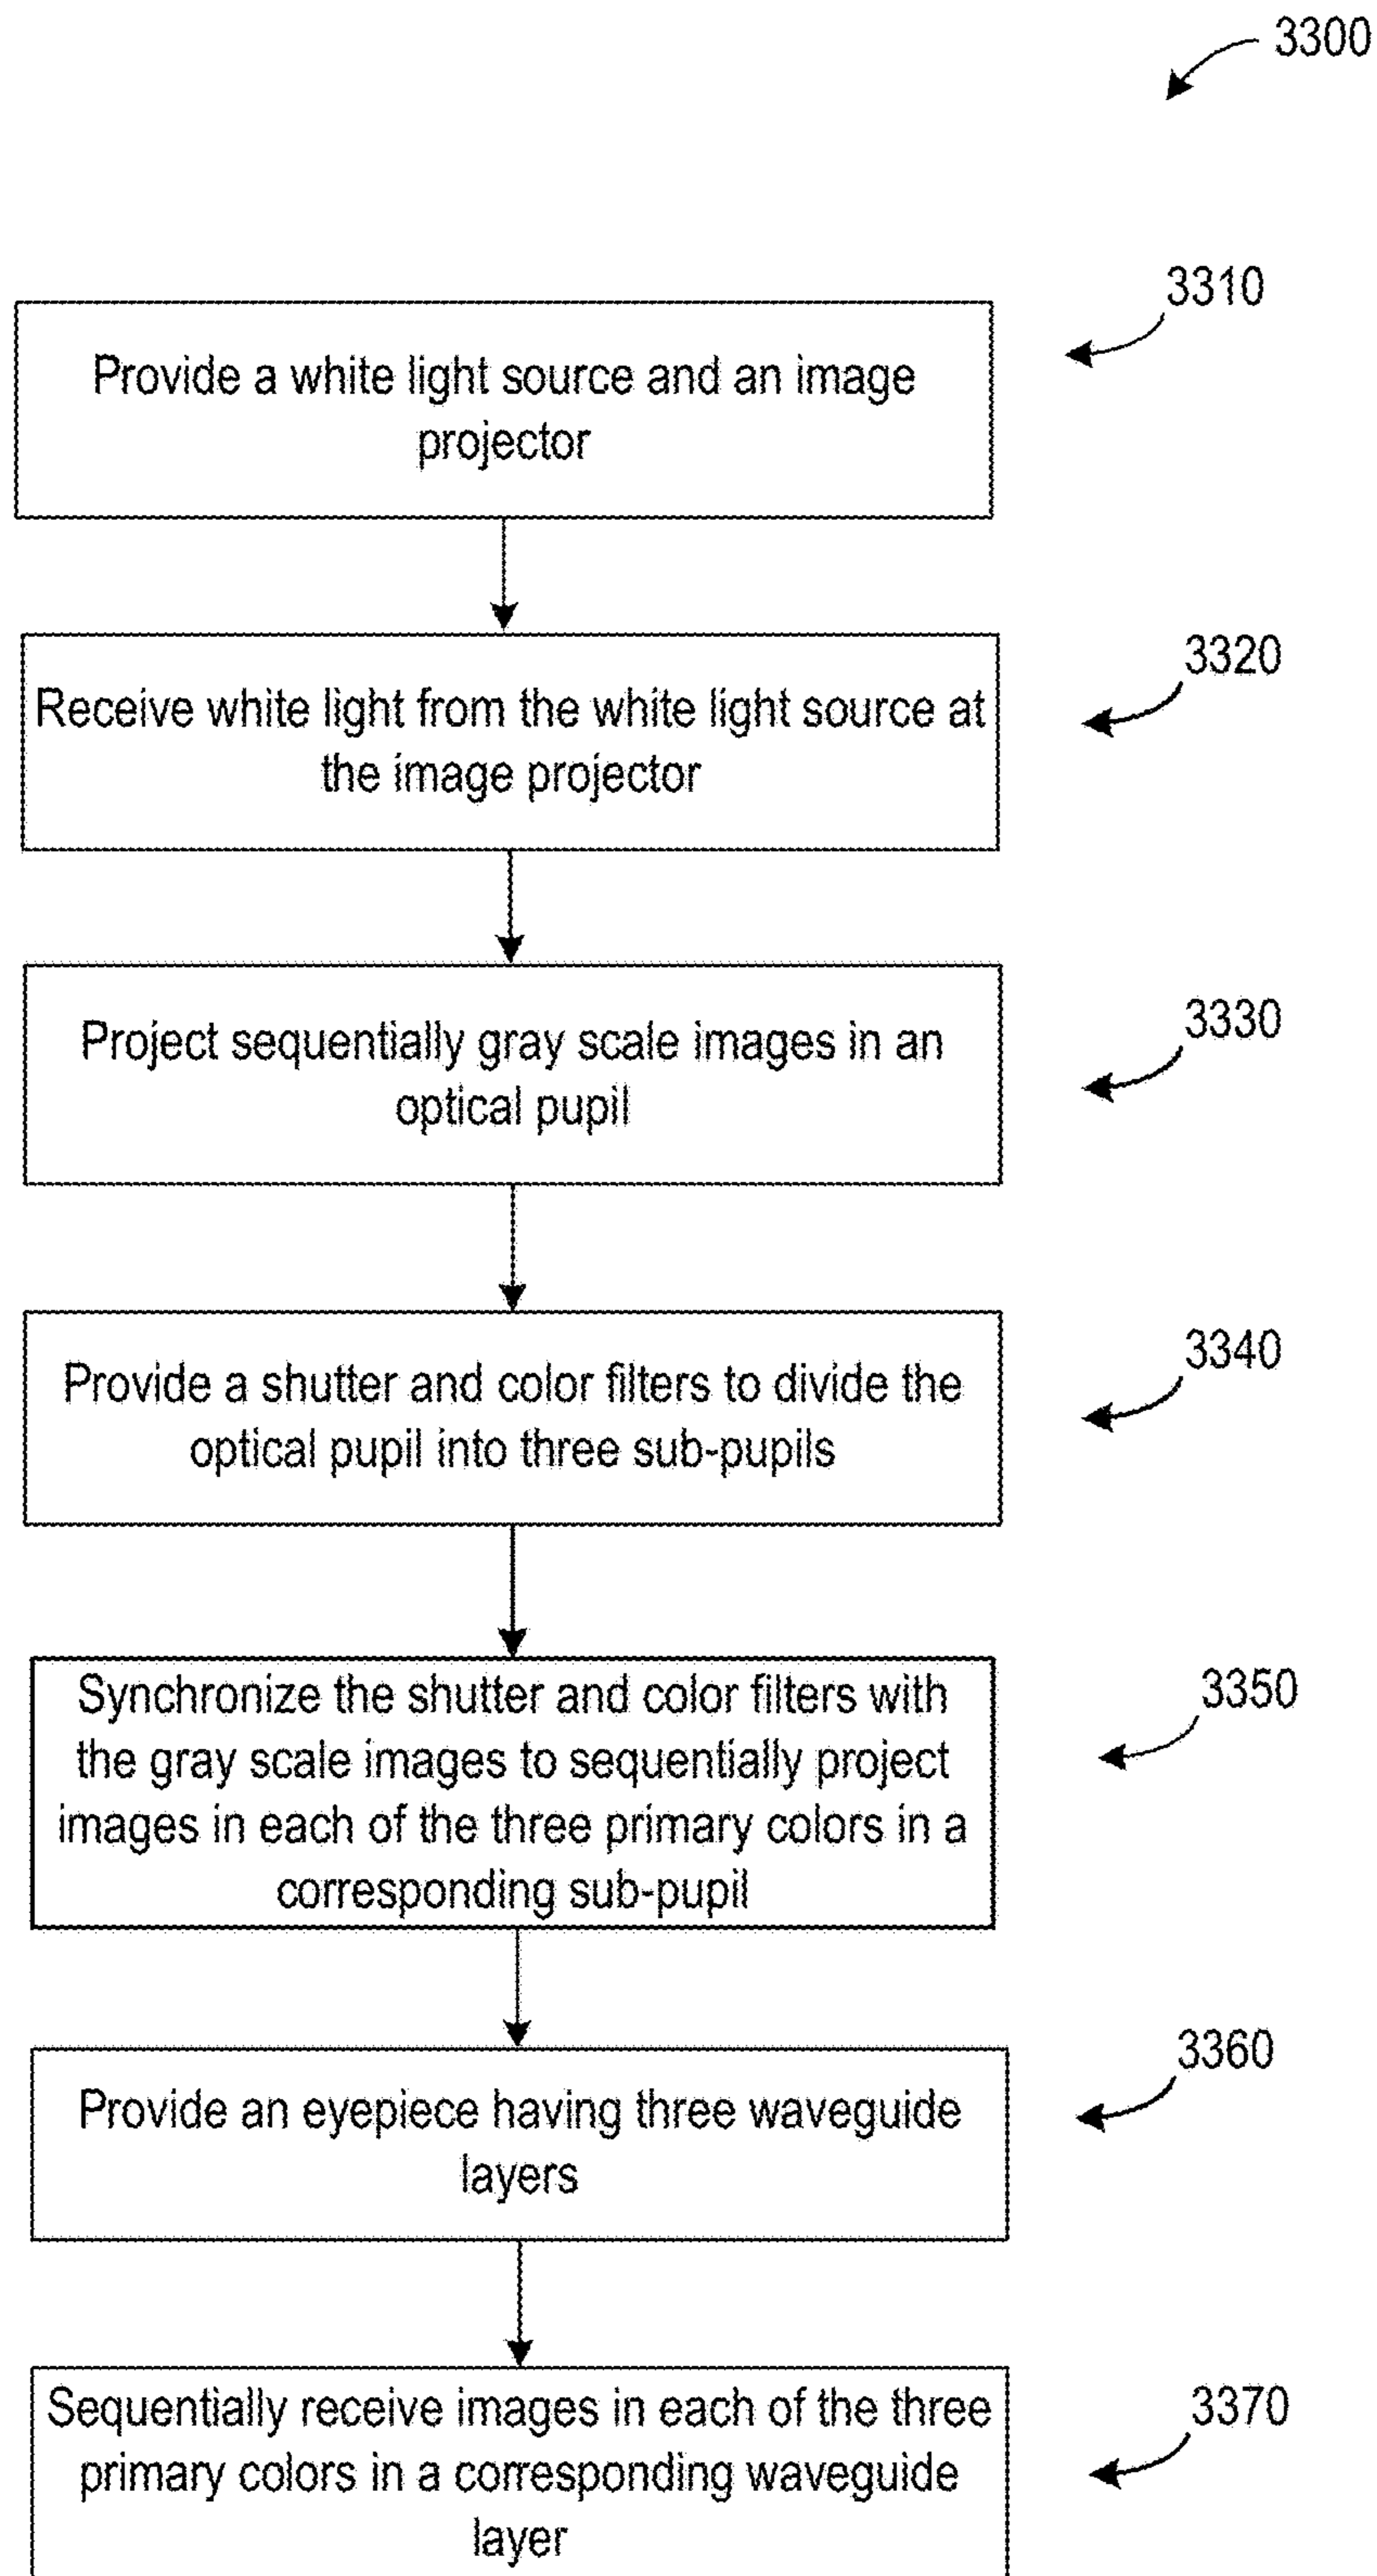 3300
3310
Provide a white light source and an image
projector
3320
Receive white light from the white light source at
the image projector
3330
Project sequentially gray scale images in an
optical pupil
3340
Provide a shutter and color filters to divide the
optical pupil into three sub-pupils
3350
Synchronize the shutter and color filters with
the gray scale images to sequentially project
images in each of the three primary colors in a
corresponding sub-pupil
3360
Provide an eyepiece having three waveguide
layers
3370
Sequentially receive images in each of the three
primary colors in a corresponding waveguide
layer